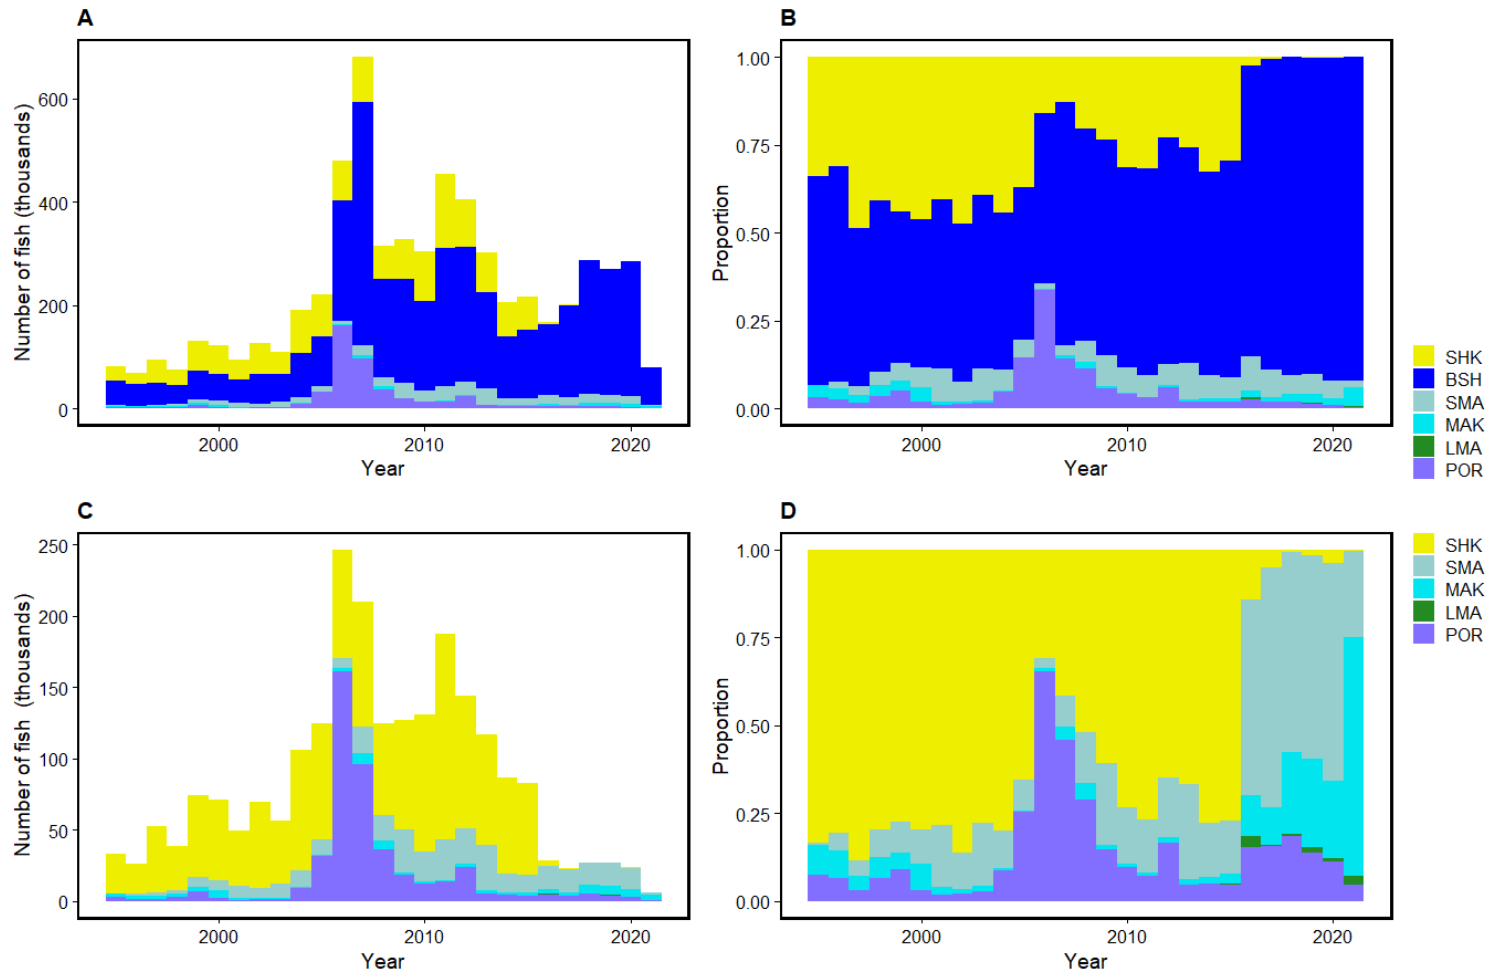 A
Number of fish (thousands)
600
400
200
0
2000
2010
2020
Year
B
Proportion
1.00
0.75
0.50
0.25
0.00
2000
2010
2020
Year
SHK
BSH
SMA
MAK
LMA
POR
C
Number of fish (thousands)
250
200
150
100
50
0
2000
2010
2020
Year
D
Proportion
1.00
0.75
0.50
0.25
0.00
2000
2010
2020
Year
SHK
SMA
MAK
LMA
POR